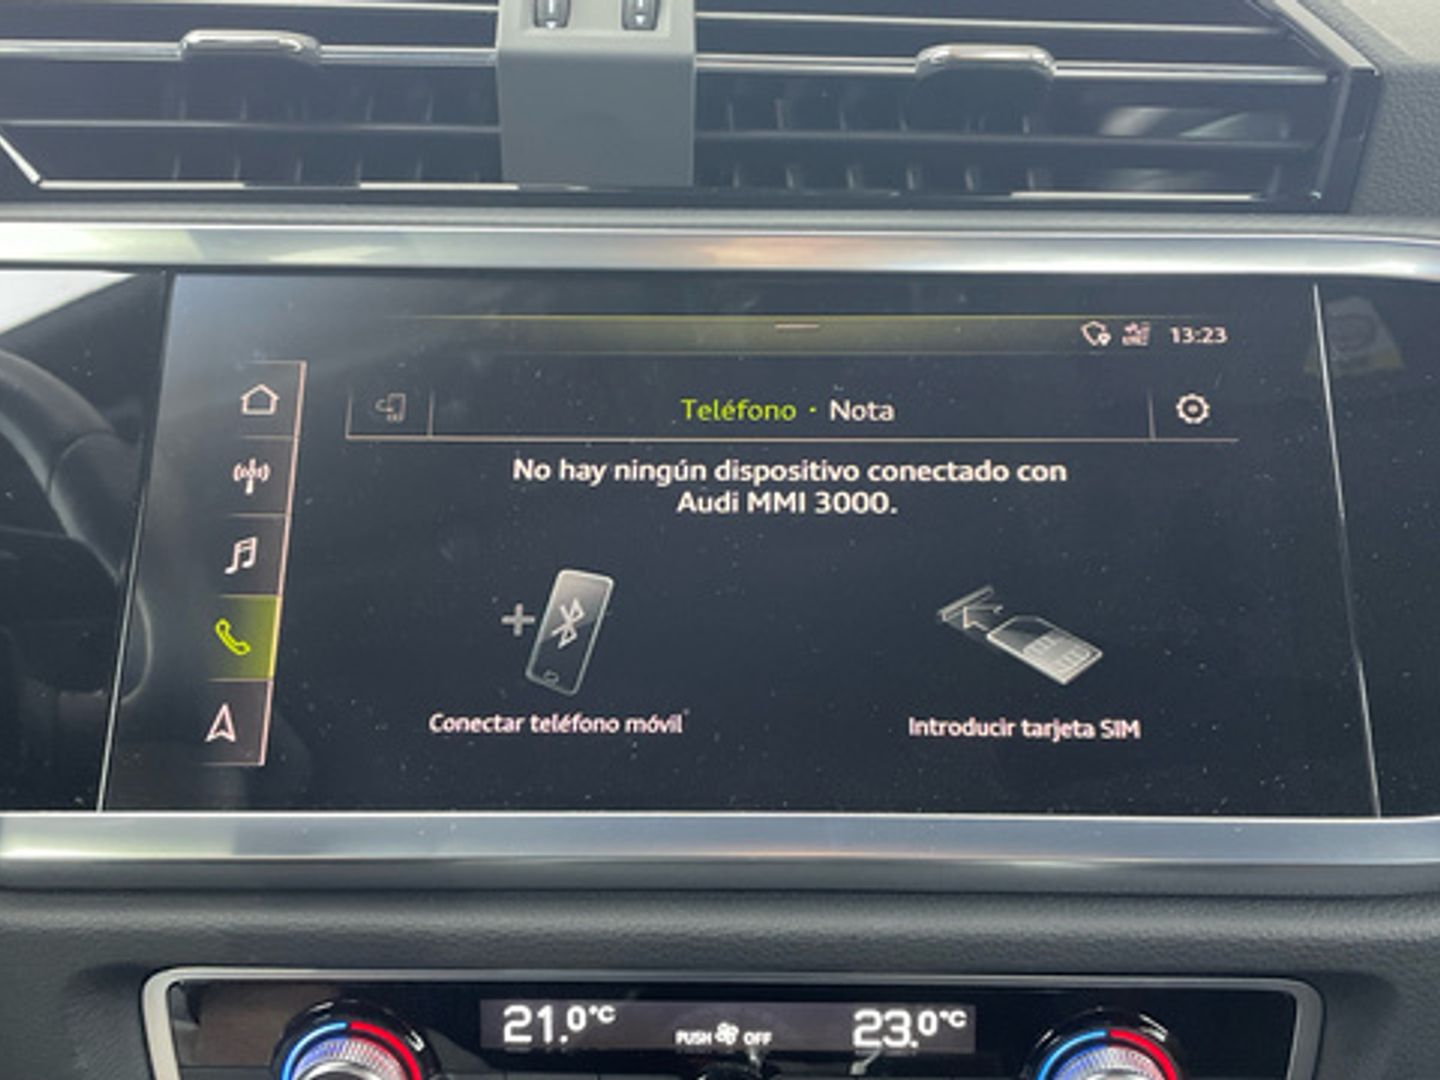 13:23
Teléfono · Nota
No hay ningún dispositivo conectado con
Audi MMI 3000.
Conectar teléfono móvil
Introducir tarjeta SIM
21.0°C
PUSH OFF
23.0°C